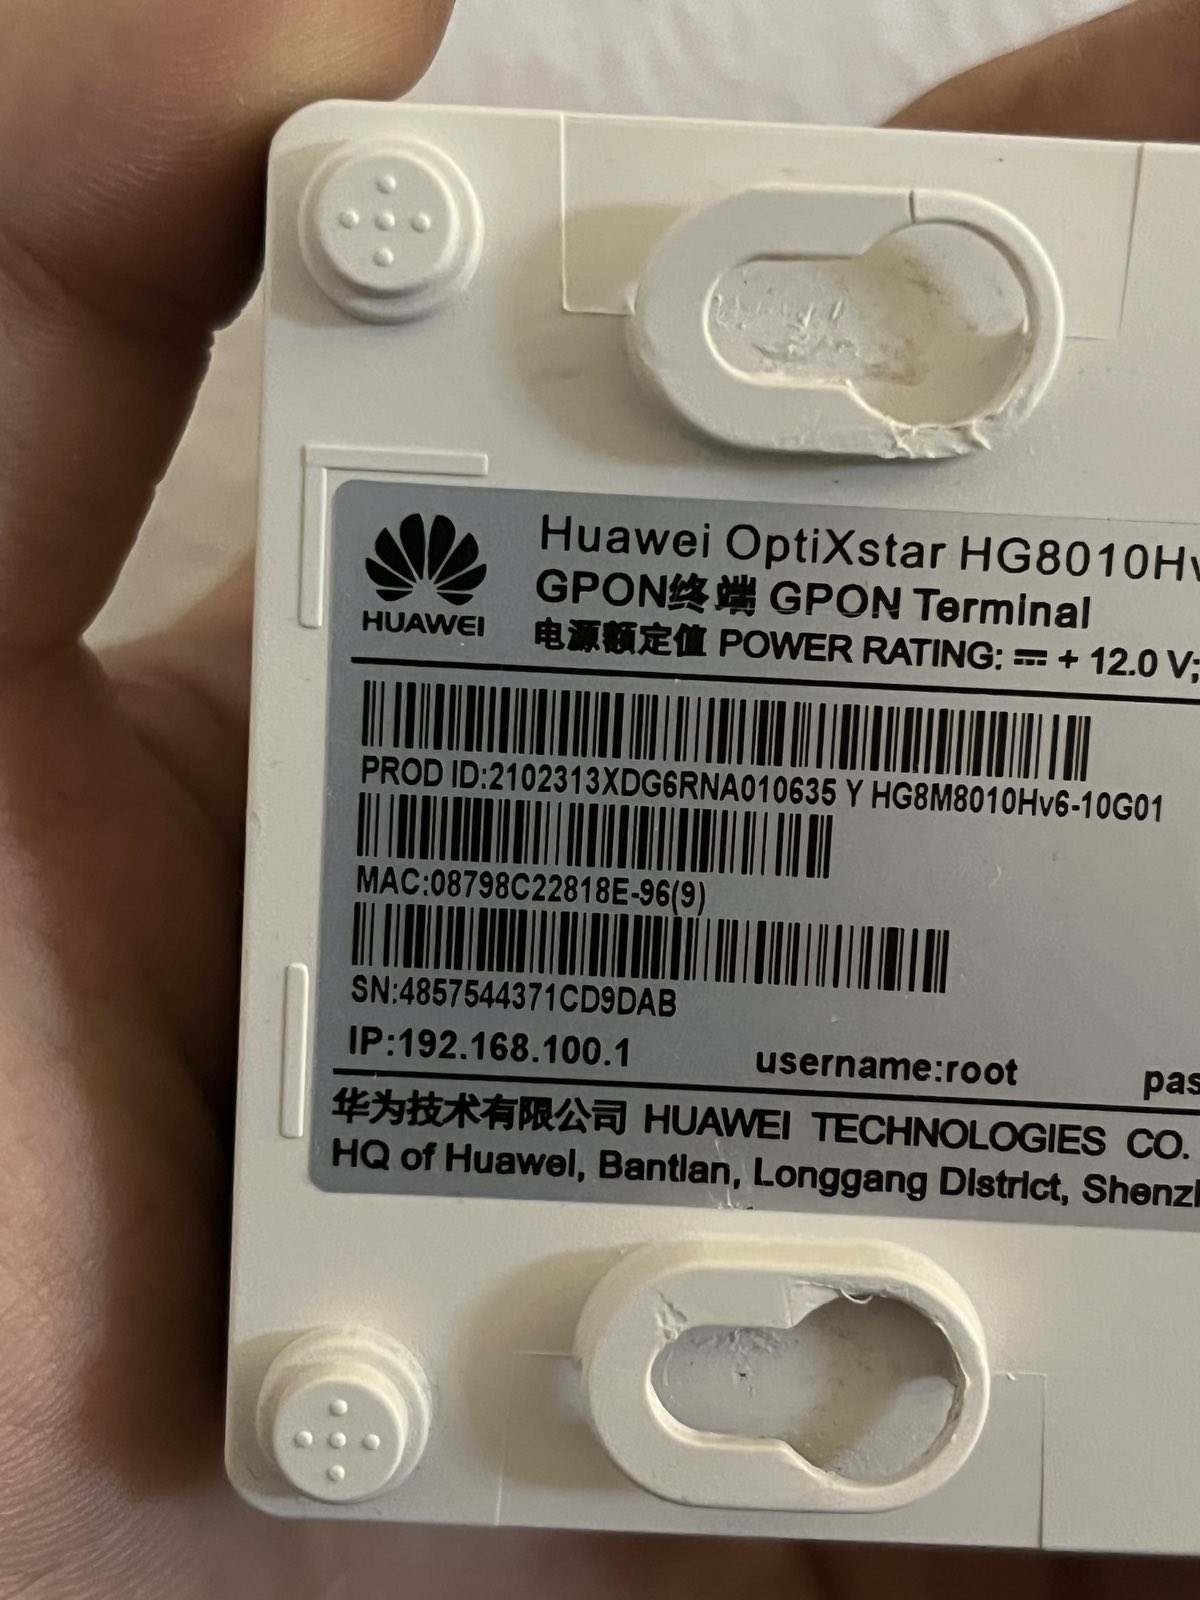 HUAWEI
Huawei OptiXstar HG8010Hv
GPON终端 GPON Terminal
电源额定值 POWER RATING: ⎓ + 12.0 V;
PROD ID:2102313XDG6RNA010635 Y HG8M8010Hv6-10G01
MAC:08798C22818E-96(9)
SN:4857544371CD9DAB
IP:192.168.100.1 username:root pas
华为技术有限公司 HUAWEI TECHNOLOGIES CO.
HQ of Huawei, Bantian, Longgang District, Shenz